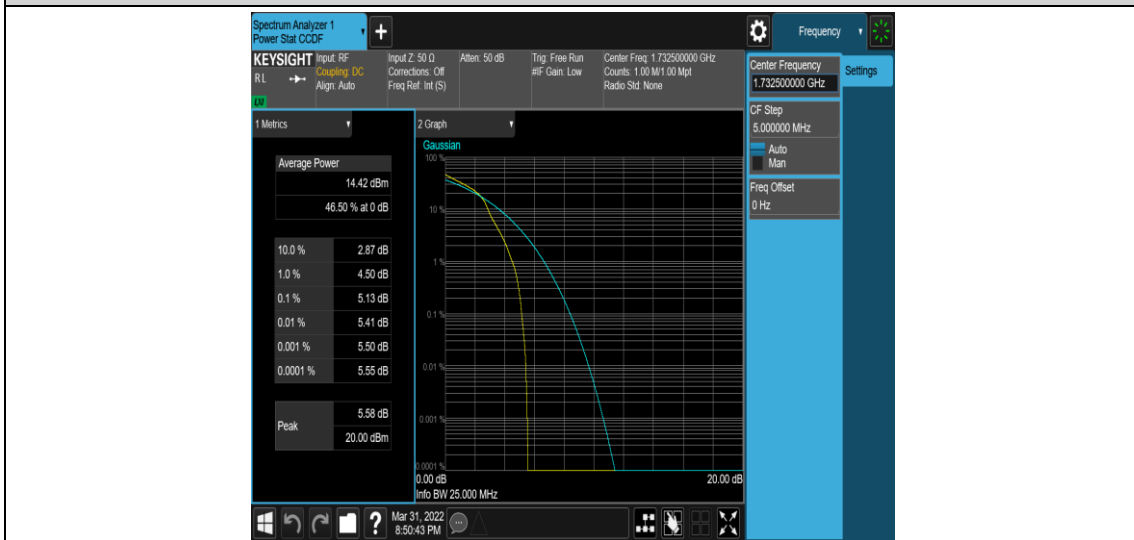 Spectrum Analyzer 1
Power Stat CCDF
+
Frequency
KEYSIGHT
RL
Input: RF
Coupling: DC
Align: Auto
Input Z: 50 Ω
Corrections: Off
Freq Ref: Int (S)
Atten: 50 dB
Trig: Free Run
#IF Gain: Low
Center Freq: 1.732500000 GHz
Counts: 1.00 M/1.00 Mpt
Radio Std: None
Center Frequency
1.732500000 GHz
Settings
CF Step
5.000000 MHz
Auto
Man
Freq Offset
0 Hz
1 Metrics
Average Power
14.42 dBm
46.50 % at 0 dB
10.0 % 2.87 dB
1.0 % 4.50 dB
0.1 % 5.13 dB
0.01 % 5.41 dB
0.001 % 5.50 dB
0.0001 % 5.55 dB
Peak
5.58 dB
20.00 dBm
2 Graph
Gaussian
100 %
10 %
1 %
0.1 %
0.01 %
0.001 %
0.0001 %
0.00 dB
20.00 dB
Info BW 25.000 MHz
?
Mar 31, 2022
8:50:43 PM